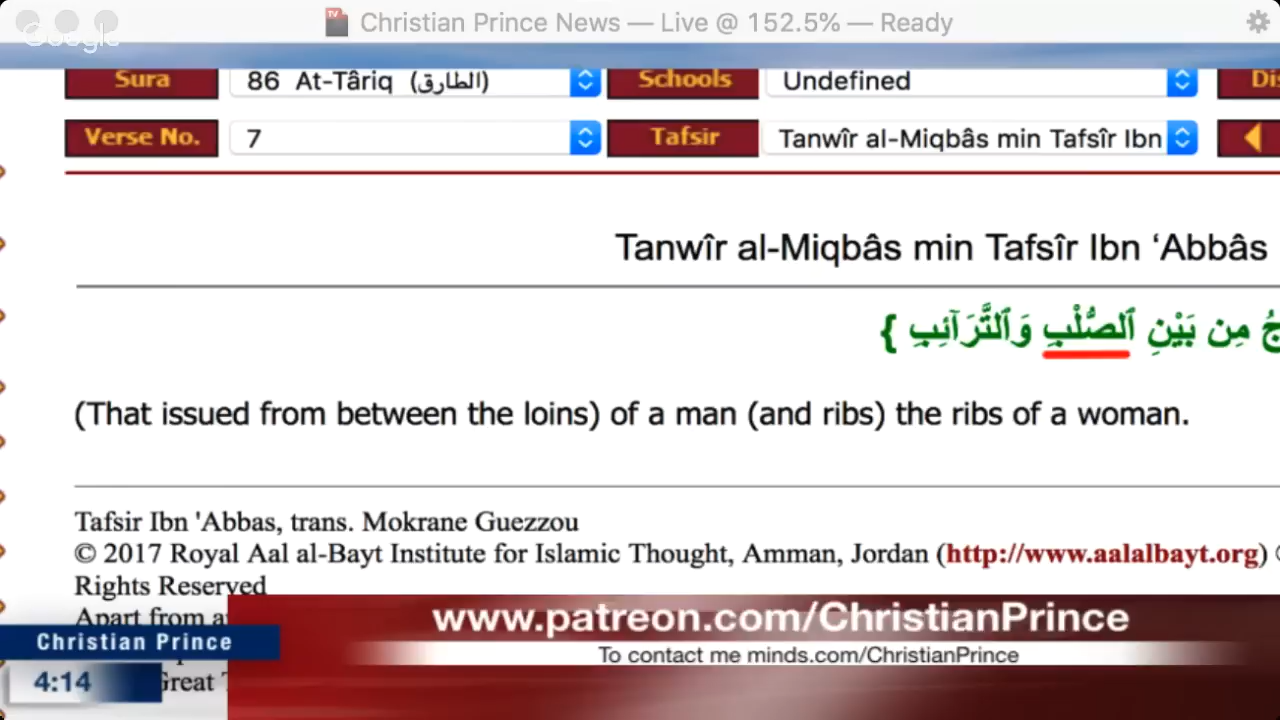 Google
Christian Prince News — Live @ 152.5% — Ready
Sura
86 At-Târiq (الطارق)
Schools
Undefined
Verse No.
7
Tafsir
Tanwîr al-Miqbâs min Tafsîr Ibn
Tanwîr al-Miqbâs min Tafsîr Ibn ‘Abbâs
مِن بَيْنِ ٱلصُّلْبِ وَٱلتَّرَآئِبِ }
(That issued from between the loins) of a man (and ribs) the ribs of a woman.
Tafsir Ibn 'Abbas, trans. Mokrane Guezzou
© 2017 Royal Aal al-Bayt Institute for Islamic Thought, Amman, Jordan (http://www.aalalbayt.org) ©
Rights Reserved
Apart from
www.patreon.com/ChristianPrince
Christian Prince
To contact me minds.com/ChristianPrince
4:14
Great